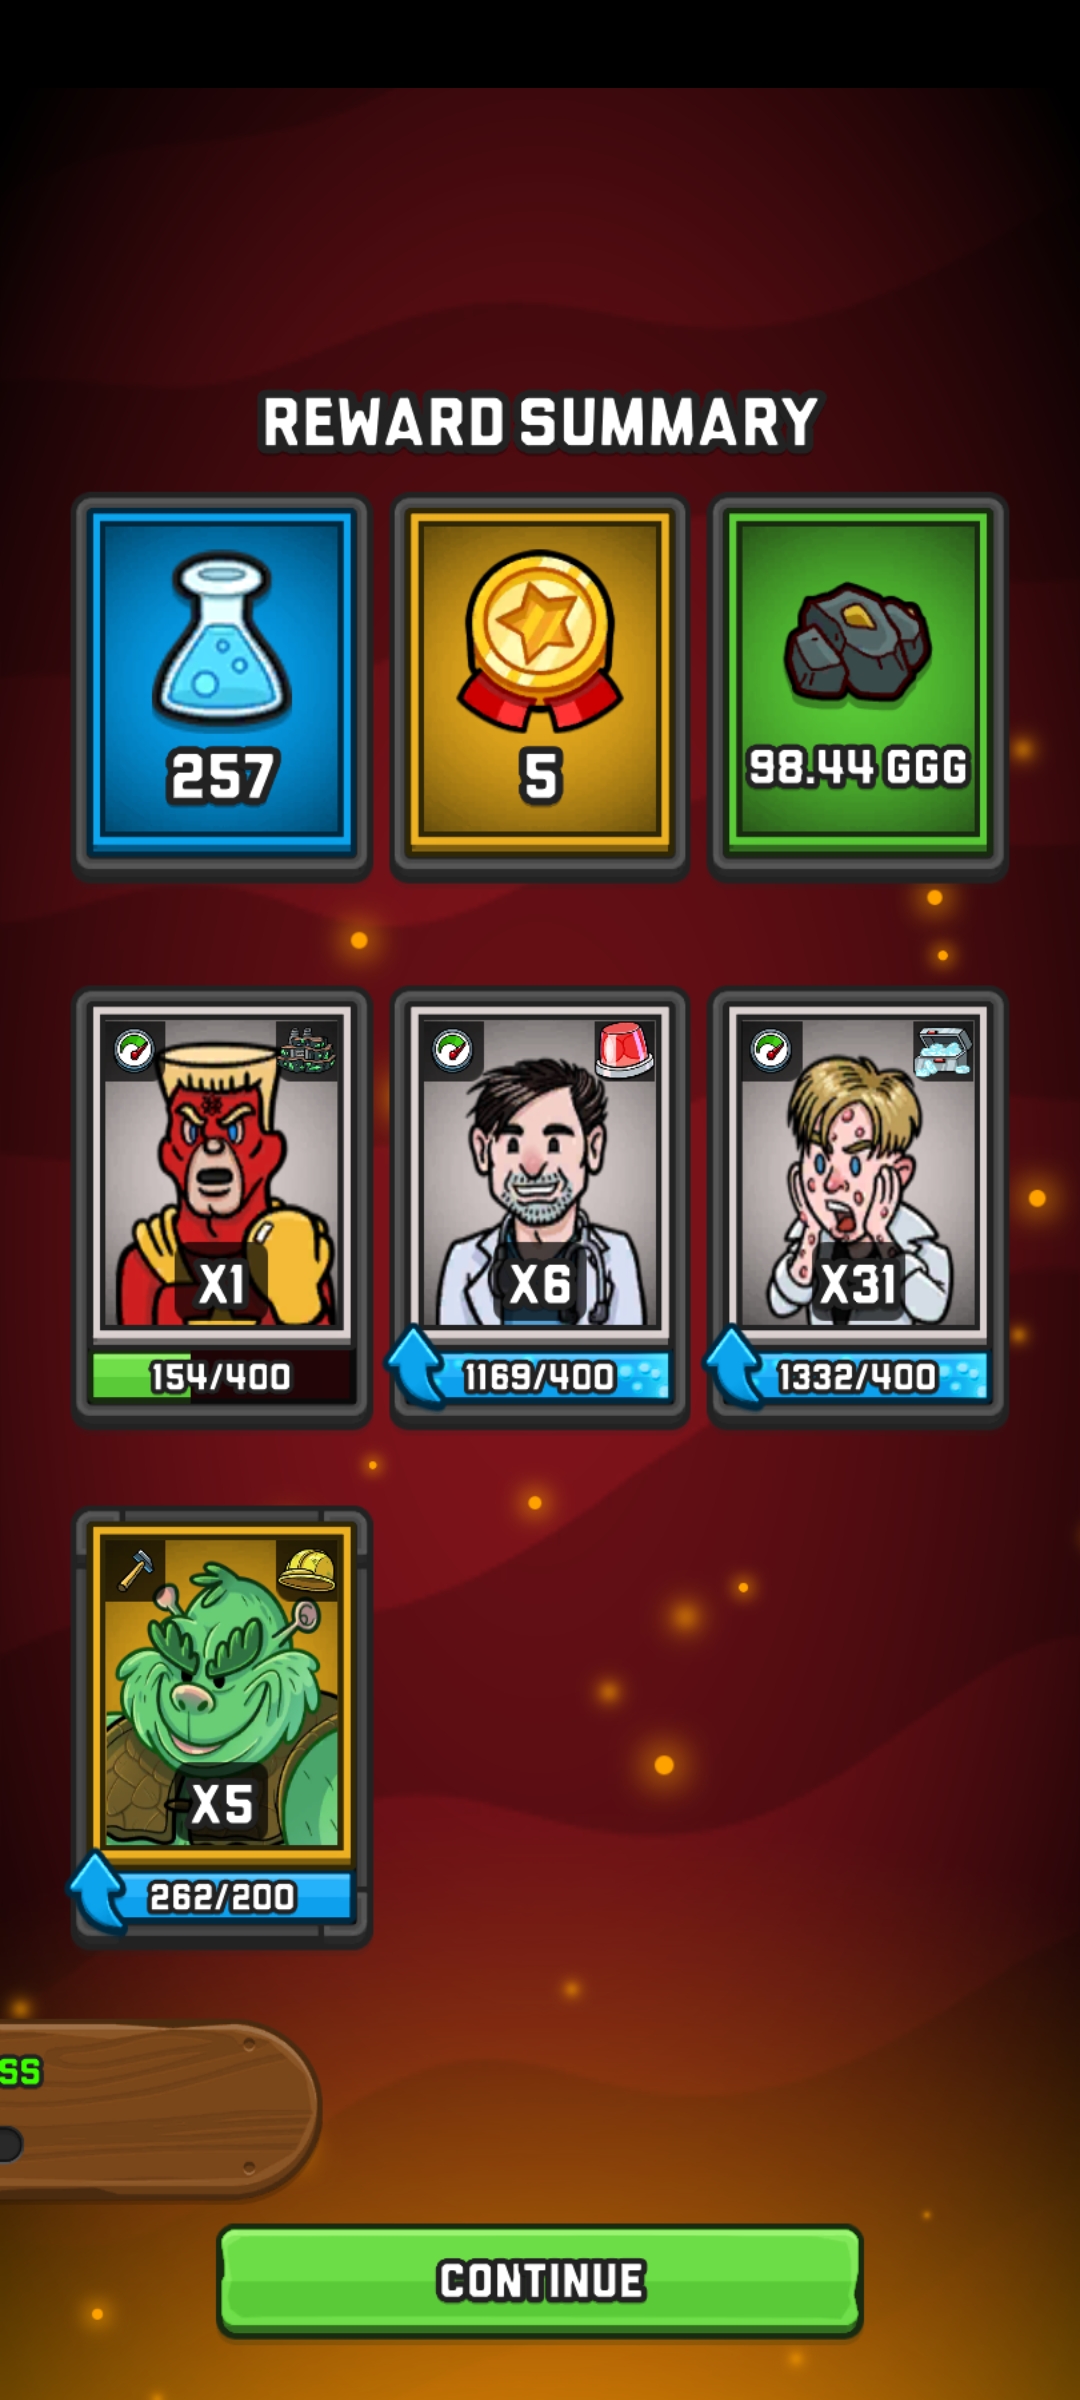 REWARD SUMMARY
257
5
98.44 GGG
X1
X6
X31
154/400
1169/400
1332/400
X5
262/200
SS
CONTINUE